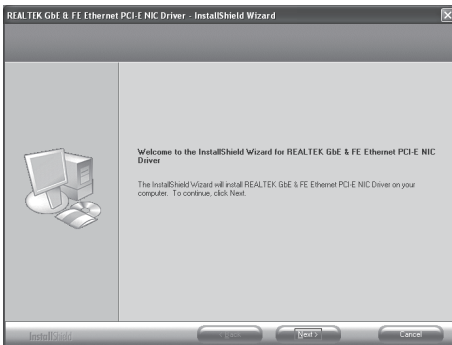 REALTEK GbE & FE Ethernet PCI-E NIC Driver - InstallShield Wizard
Welcome to the InstallShield Wizard for REALTEK GbE & FE Ethernet PCI-E NIC
Driver
The InstallShield Wizard will install REALTEK GbE & FE Ethernet PCI-E NIC Driver on your
computer. To continue, click Next.
InstallShield
< Back
Next >
Cancel